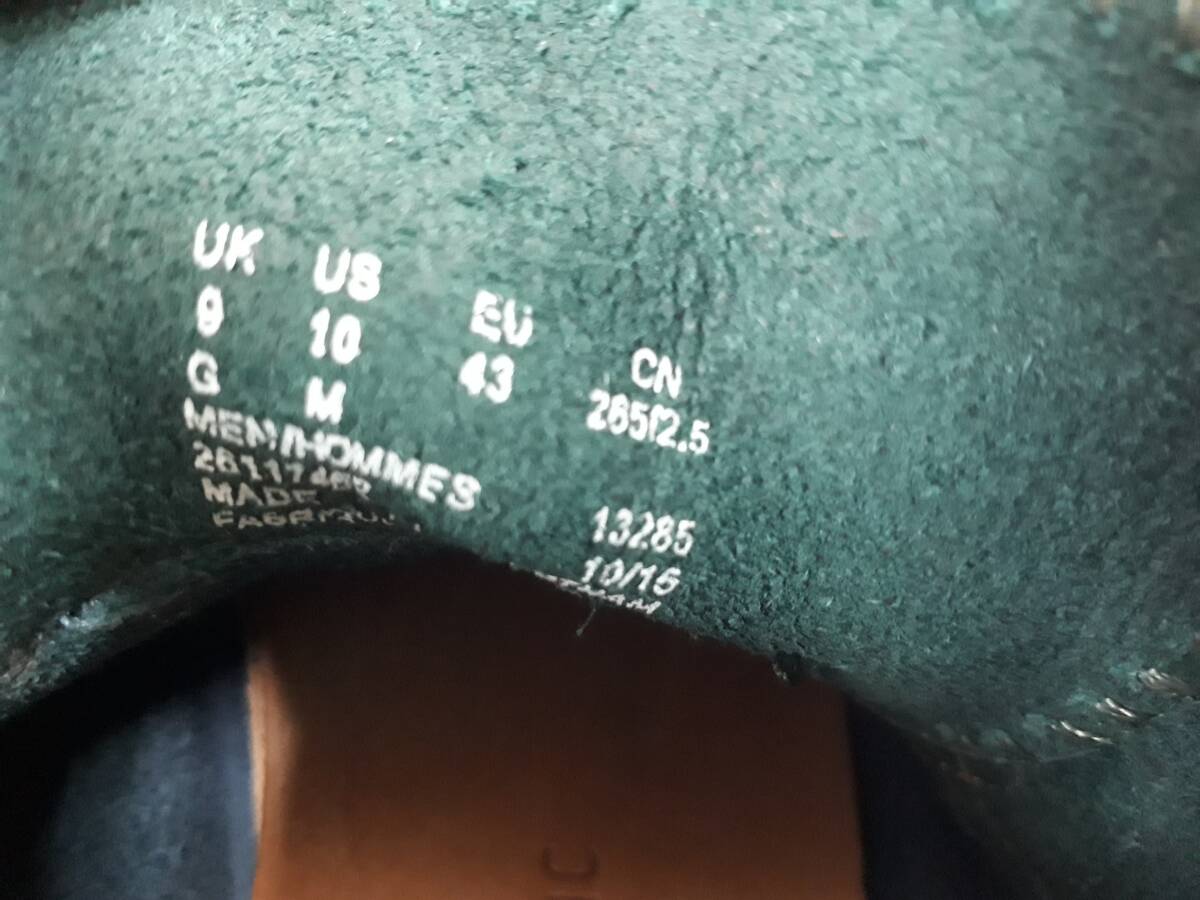 UK US EU CN
9 10 43 265/2.5
G M
MEN/HOMMES
13285
MADE
10/15